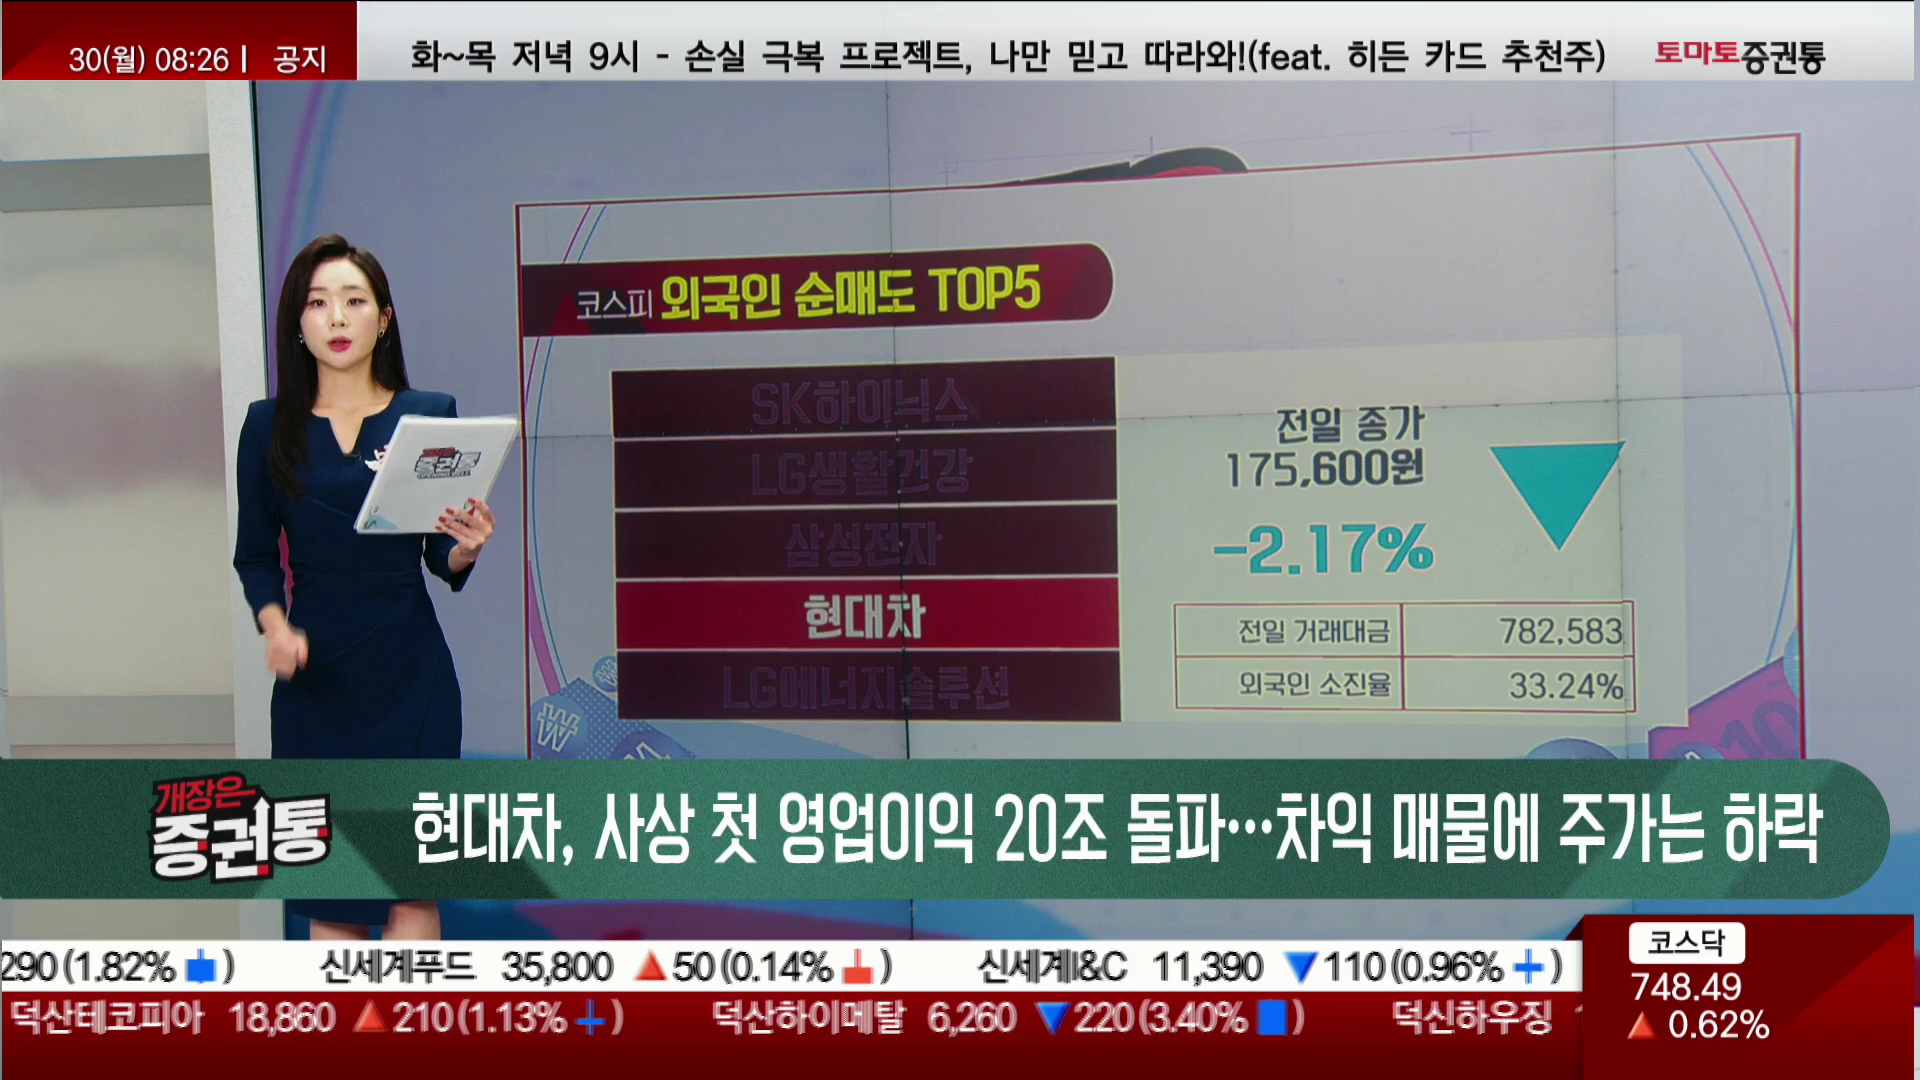 30(월) 08:26
공지
화~목 저녁 9시 - 손실 극복 프로젝트, 나만 믿고 따라와!(feat. 히든 카드 추천주)
토마토증권통
코스피 외국인 순매도 TOP5
SK하이닉스
LG생활건강
삼성전자
현대차
LG에너지솔루션
전일 종가
175,600원
-2.17%
전일 거래대금 782,583
외국인 소진율 33.24%
개장은
증권통
개장은
증권통
현대차, 사상 첫 영업이익 20조 돌파…차익 매물에 주가는 하락
290(1.82% ) 신세계푸드 35,800 ▲50(0.14% ) 신세계I&C 11,390 ▼110(0.96% )
덕산테코피아 18,860 ▲210(1.13% ) 덕산하이메탈 6,260 ▼220(3.40% ) 덕신하우징
코스닥
748.49
▲ 0.62%